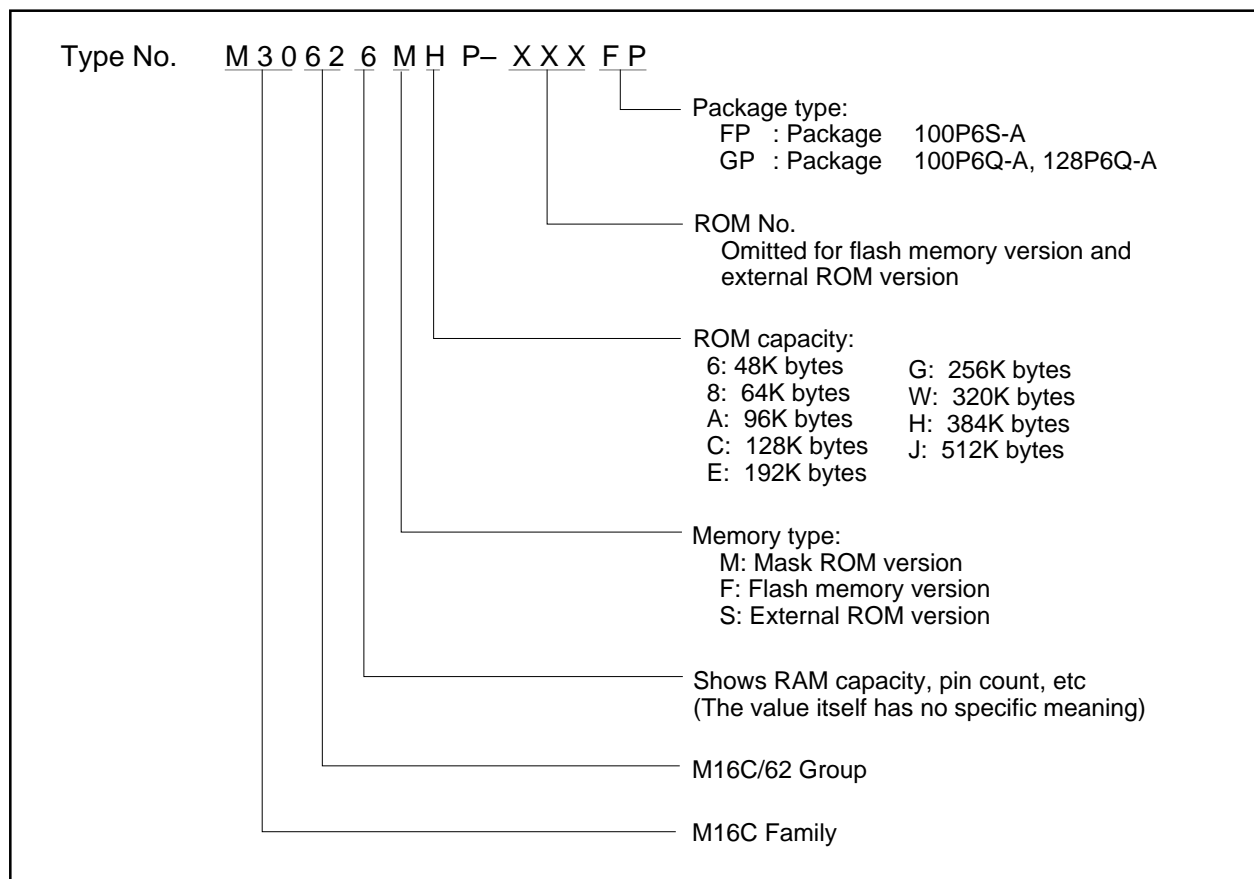 Type No. M 3 0 6 2 6 M H P– X X X F P
Package type:
FP : Package 100P6S-A
GP : Package 100P6Q-A, 128P6Q-A
ROM No.
Omitted for flash memory version and
external ROM version
ROM capacity:
6: 48K bytes
8: 64K bytes
A: 96K bytes
C: 128K bytes
E: 192K bytes
G: 256K bytes
W: 320K bytes
H: 384K bytes
J: 512K bytes
Memory type:
M: Mask ROM version
F: Flash memory version
S: External ROM version
Shows RAM capacity, pin count, etc
(The value itself has no specific meaning)
M16C/62 Group
M16C Family